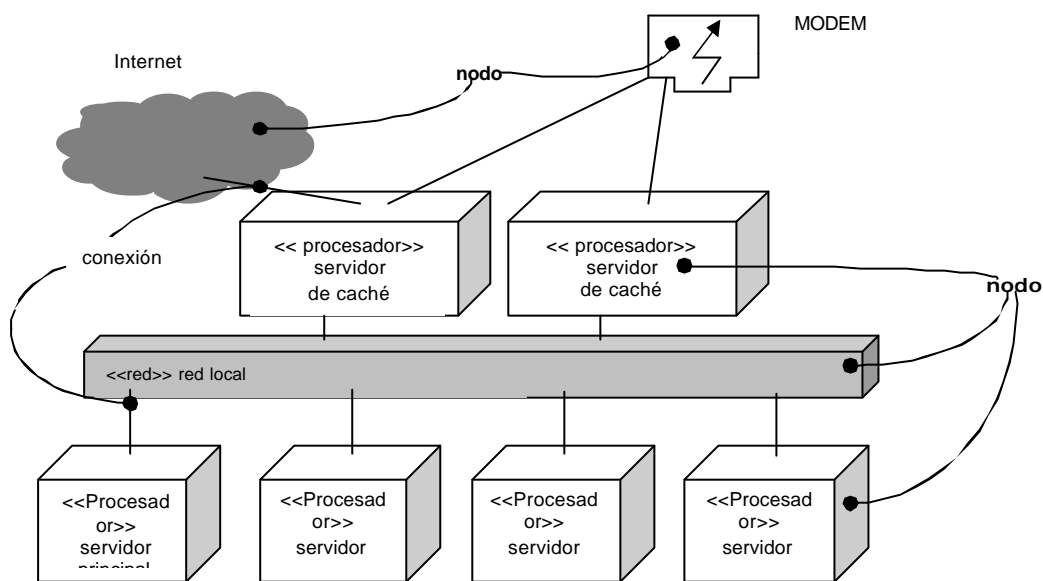 MODEM
Internet
nodo
conexión
<< procesador>>
servidor
de caché
<< procesador>>
servidor
de caché
nodo
<<red>> red local
<<Procesad
or>>
servidor
principal
<<Procesad
or>>
servidor
<<Procesad
or>>
servidor
<<Procesad
or>>
servidor